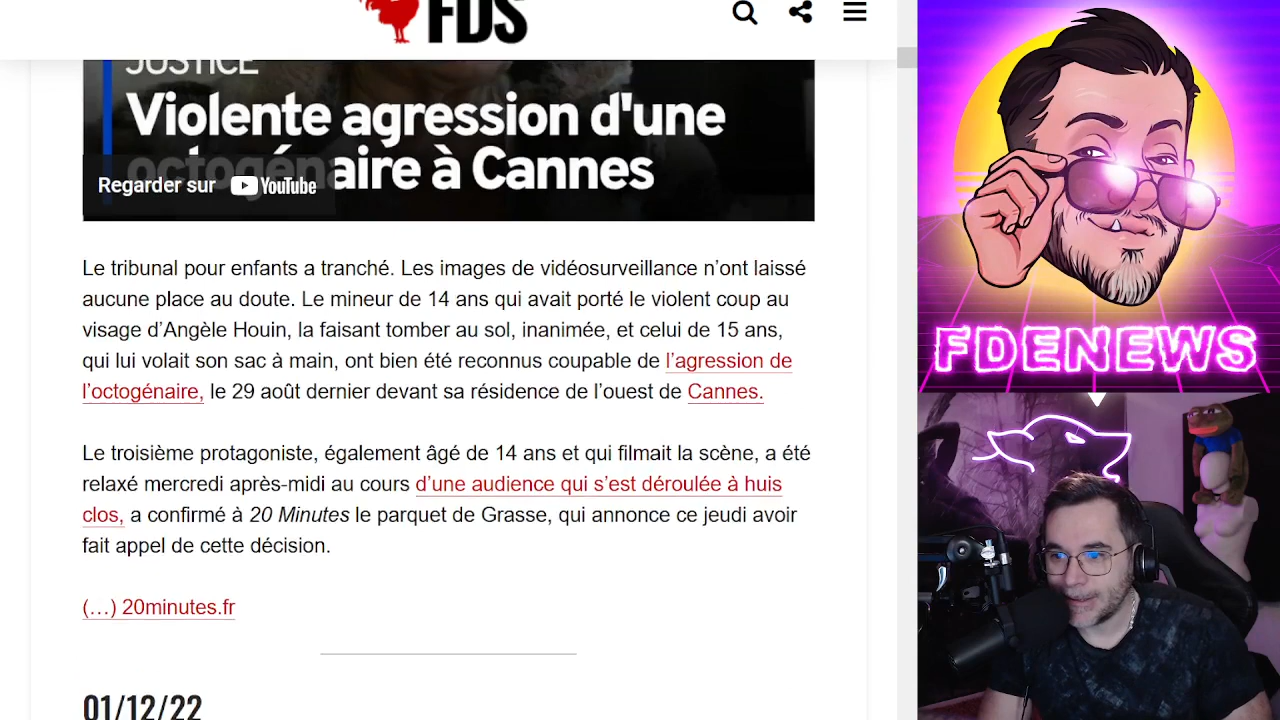 FDS
JUSTICE
Violente agression d'une
octogénaire à Cannes
Regarder sur YouTube
Le tribunal pour enfants a tranché. Les images de vidéosurveillance n’ont laissé
aucune place au doute. Le mineur de 14 ans qui avait porté le violent coup au
visage d’Angèle Houin, la faisant tomber au sol, inanimée, et celui de 15 ans,
qui lui volait son sac à main, ont bien été reconnus coupable de l’agression de
l’octogénaire, le 29 août dernier devant sa résidence de l’ouest de Cannes.
Le troisième protagoniste, également âgé de 14 ans et qui filmait la scène, a été
relaxé mercredi après-midi au cours d’une audience qui s’est déroulée à huis
clos, a confirmé à 20 Minutes le parquet de Grasse, qui annonce ce jeudi avoir
fait appel de cette décision.
(…) 20minutes.fr
01/12/22
FDENEWS